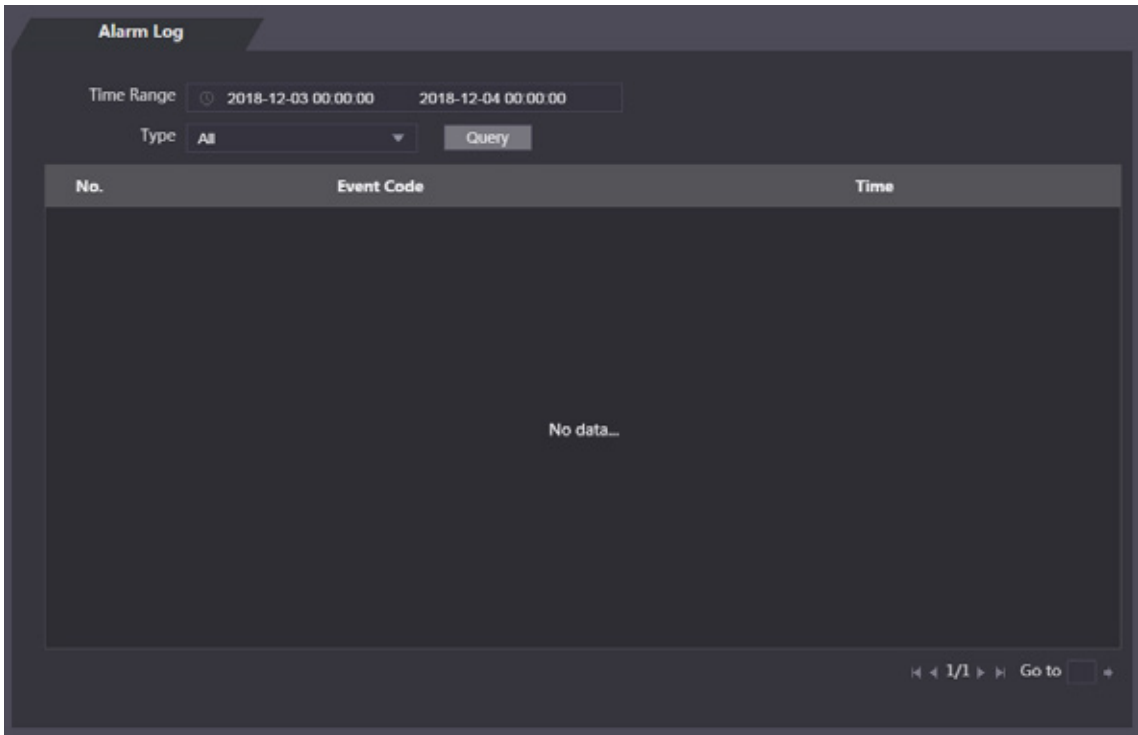 Alarm Log
Time Range 2018-12-03 00:00:00 2018-12-04 00:00:00
Type All Query
No. Event Code Time
No data...
1/1 Go to